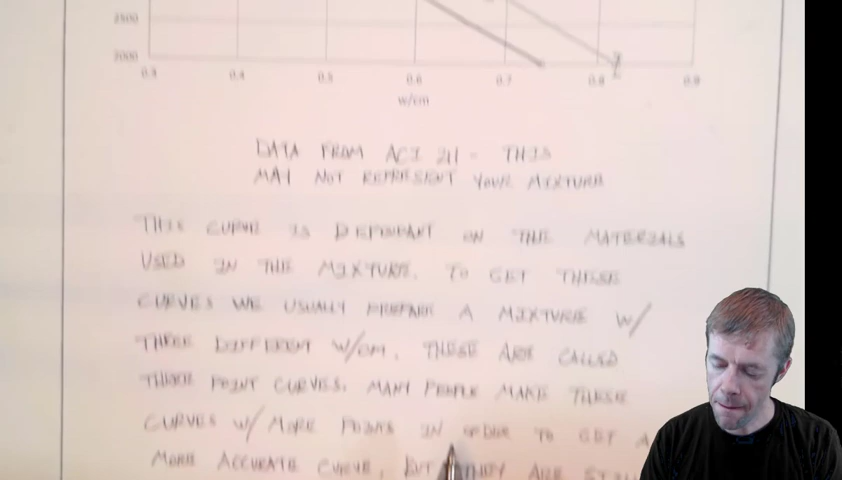 2500
2000
0.3 0.4 0.5 0.6 0.7 0.8 0.9
w/cm
DATA FROM ACI 211 - THIS
MAY NOT REPRESENT YOUR MIXTURE
THIS CURVE IS DEPENDANT ON THE MATERIALS
USED IN THE MIXTURE. TO GET THESE
CURVES WE USUALLY PREPARE A MIXTURE W/
THREE DIFFERENT W/CM. THESE ARE CALLED
THREE POINT CURVES. MANY PEOPLE MAKE THESE
CURVES W/ MORE POINTS IN ORDER TO GET A
MORE ACCURATE CURVE, BUT THEY ARE